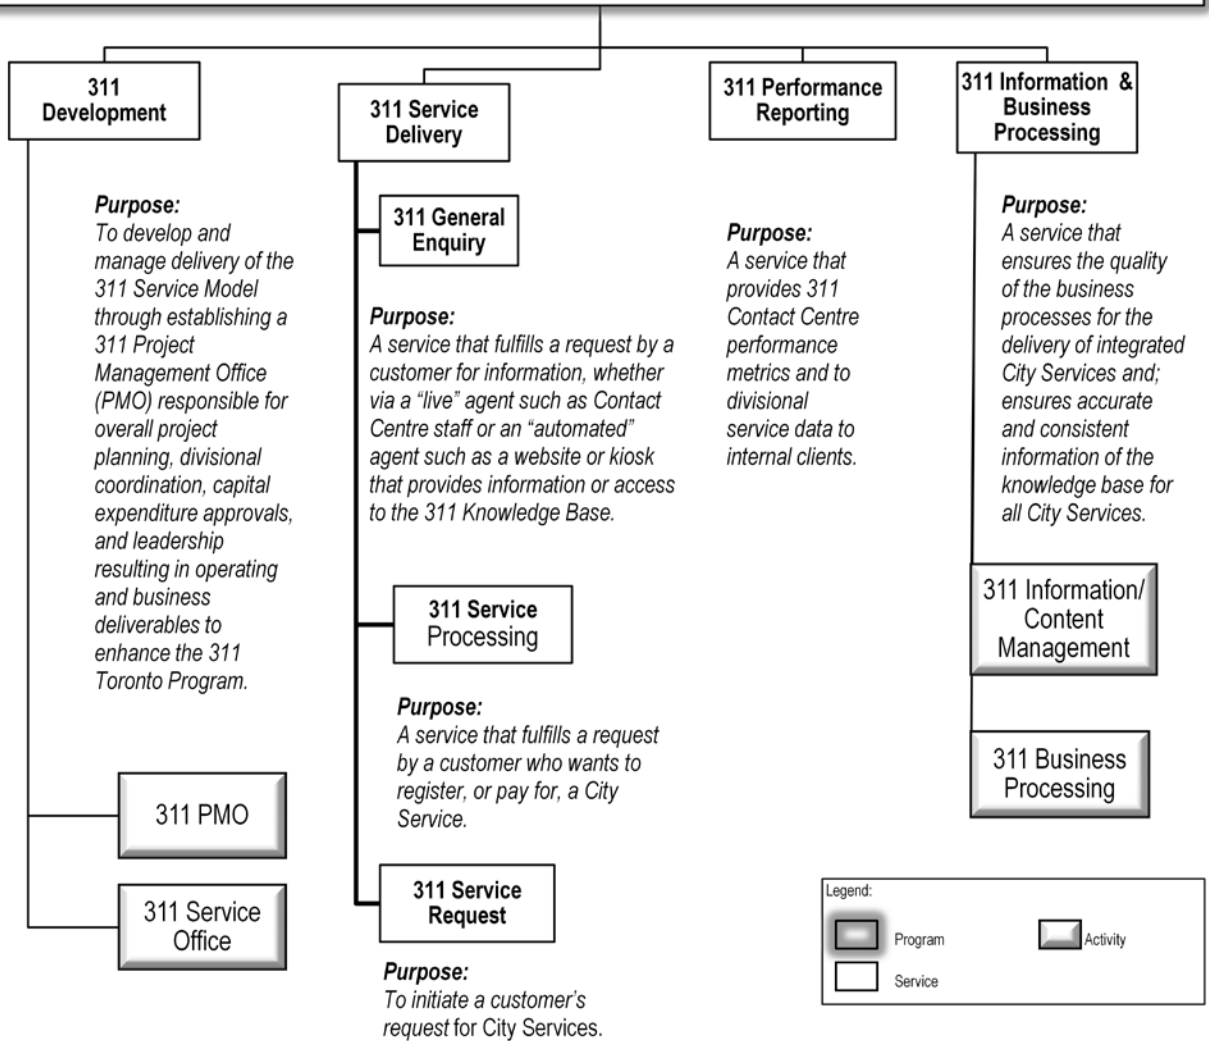 311
Development
Purpose:
To develop and
manage delivery of the
311 Service Model
through establishing a
311 Project
Management Office
(PMO) responsible for
overall project
planning, divisional
coordination, capital
expenditure approvals,
and leadership
resulting in operating
and business
deliverables to
enhance the 311
Toronto Program.
311 PMO
311 Service
Office
311 Service
Delivery
311 General
Enquiry
Purpose:
A service that fulfills a request by a
customer for information, whether
via a “live” agent such as Contact
Centre staff or an “automated”
agent such as a website or kiosk
that provides information or access
to the 311 Knowledge Base.
311 Service
Processing
Purpose:
A service that fulfills a request
by a customer who wants to
register, or pay for, a City
Service.
311 Service
Request
Purpose:
To initiate a customer's
request for City Services.
311 Performance
Reporting
Purpose:
A service that
provides 311
Contact Centre
performance
metrics and to
divisional
service data to
internal clients.
311 Information &
Business
Processing
Purpose:
A service that
ensures the quality
of the business
processes for the
delivery of integrated
City Services and;
ensures accurate
and consistent
information of the
knowledge base for
all City Services.
311 Information/
Content
Management
311 Business
Processing
Legend:
Program
Activity
Service